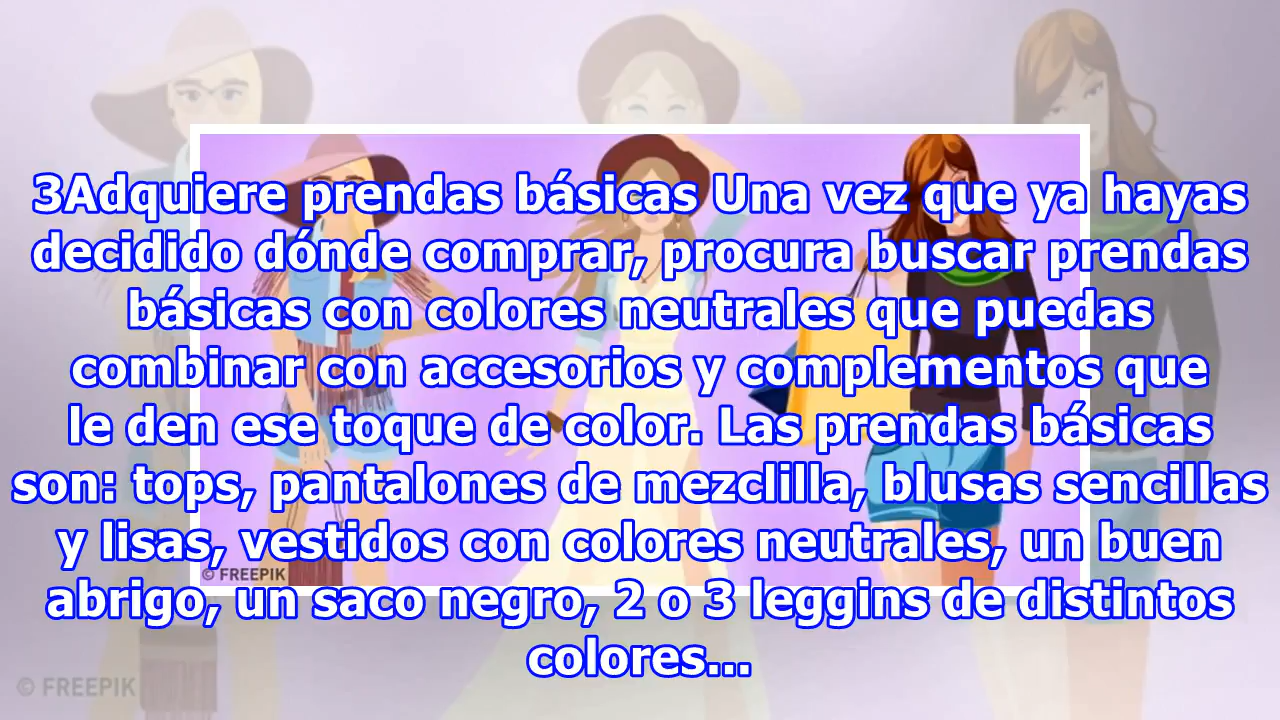 3Adquiere prendas básicas Una vez que ya hayas
decidido dónde comprar, procura buscar prendas
básicas con colores neutrales que puedas
combinar con accesorios y complementos que
le den ese toque de color. Las prendas básicas
son: tops, pantalones de mezclilla, blusas sencillas
y lisas, vestidos con colores neutrales, un buen
© FREEPIK
abrigo, un saco negro, 2 o 3 leggins de distintos
colores...
© FREEPIK